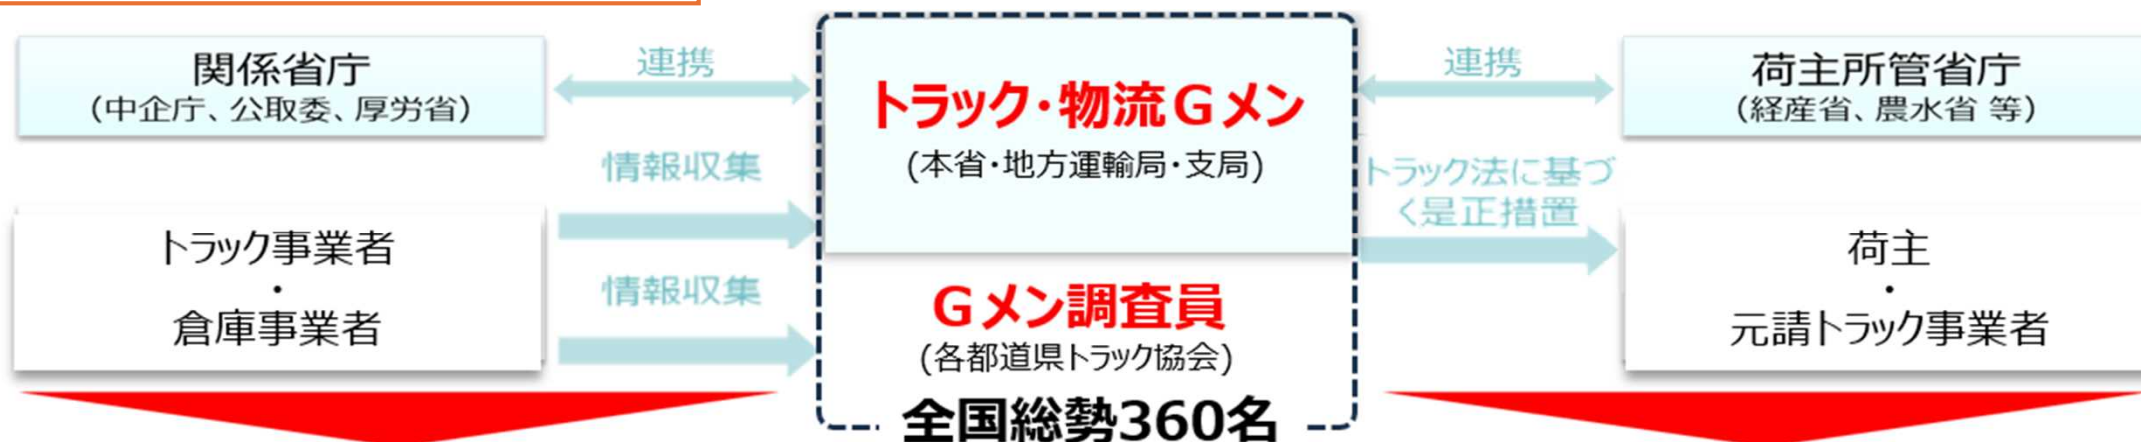 関係省庁
（中企庁、公取委、厚労省）
連携
情報収集
トラック事業者
・
倉庫事業者
情報収集
トラック・物流Ｇメン
(本省・地方運輸局・支局)
Ｇメン調査員
(各都道県トラック協会)
全国総勢360名
連携
トラック法に基づ
く是正措置
荷主所管省庁
（経産省、農水省 等）
荷主
・
元請トラック事業者